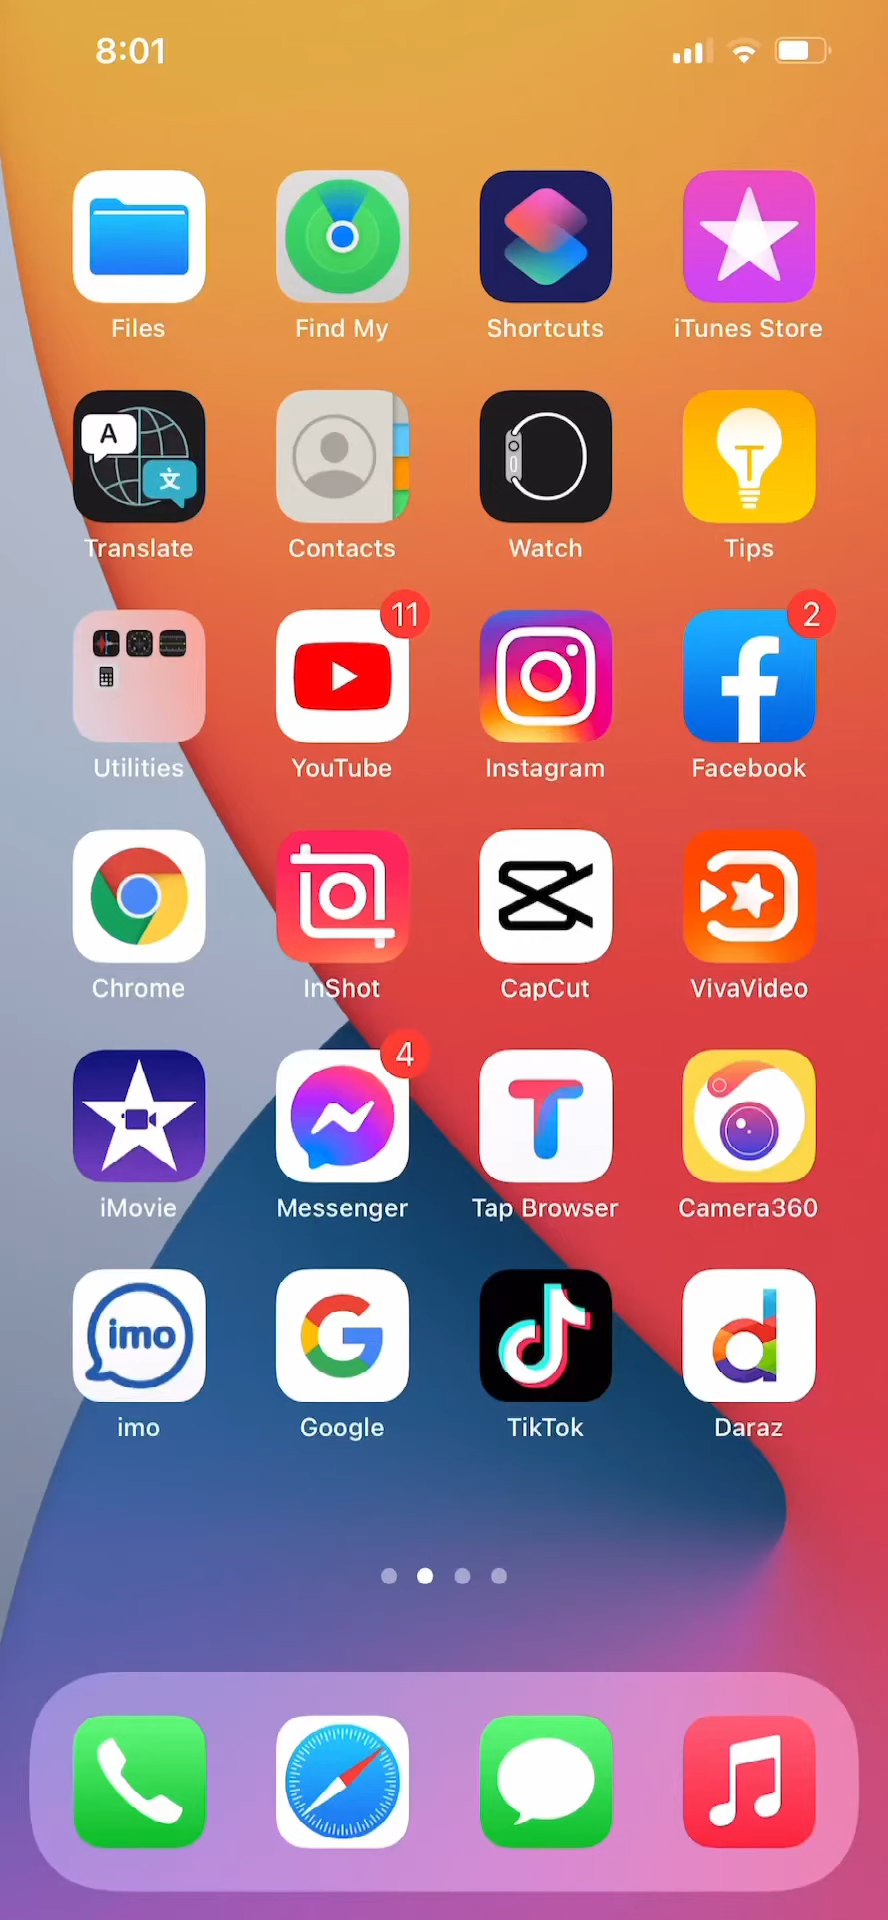 8:01
Files
Find My
Shortcuts
iTunes Store
A
文
Translate
Contacts
Watch
Tips
11
2
Utilities
YouTube
Instagram
Facebook
Chrome
InShot
CapCut
VivaVideo
4
iMovie
Messenger
Tap Browser
Camera360
imo
imo
Google
TikTok
Daraz